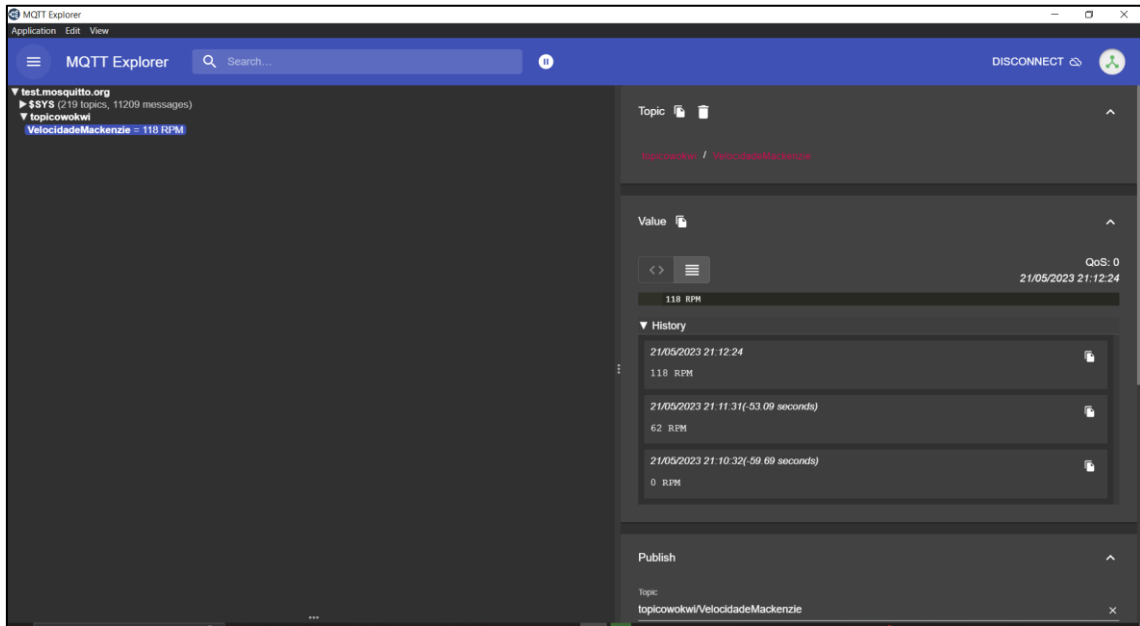 MQTT Explorer
Application Edit View
MQTT Explorer
Search...
DISCONNECT
▼ test.mosquitto.org
▶ $SYS (219 topics, 11209 messages)
▼ topicowokwi
VelocidadeMackenzie = 118 RPM
Topic
topicowokwi / VelocidadeMackenzie
Value
QoS: 0
21/05/2023 21:12:24
118 RPM
▼ History
21/05/2023 21:12:24
118 RPM
21/05/2023 21:11:31(-53.09 seconds)
62 RPM
21/05/2023 21:10:32(-59.69 seconds)
0 RPM
Publish
Topic
topicowokwi/VelocidadeMackenzie